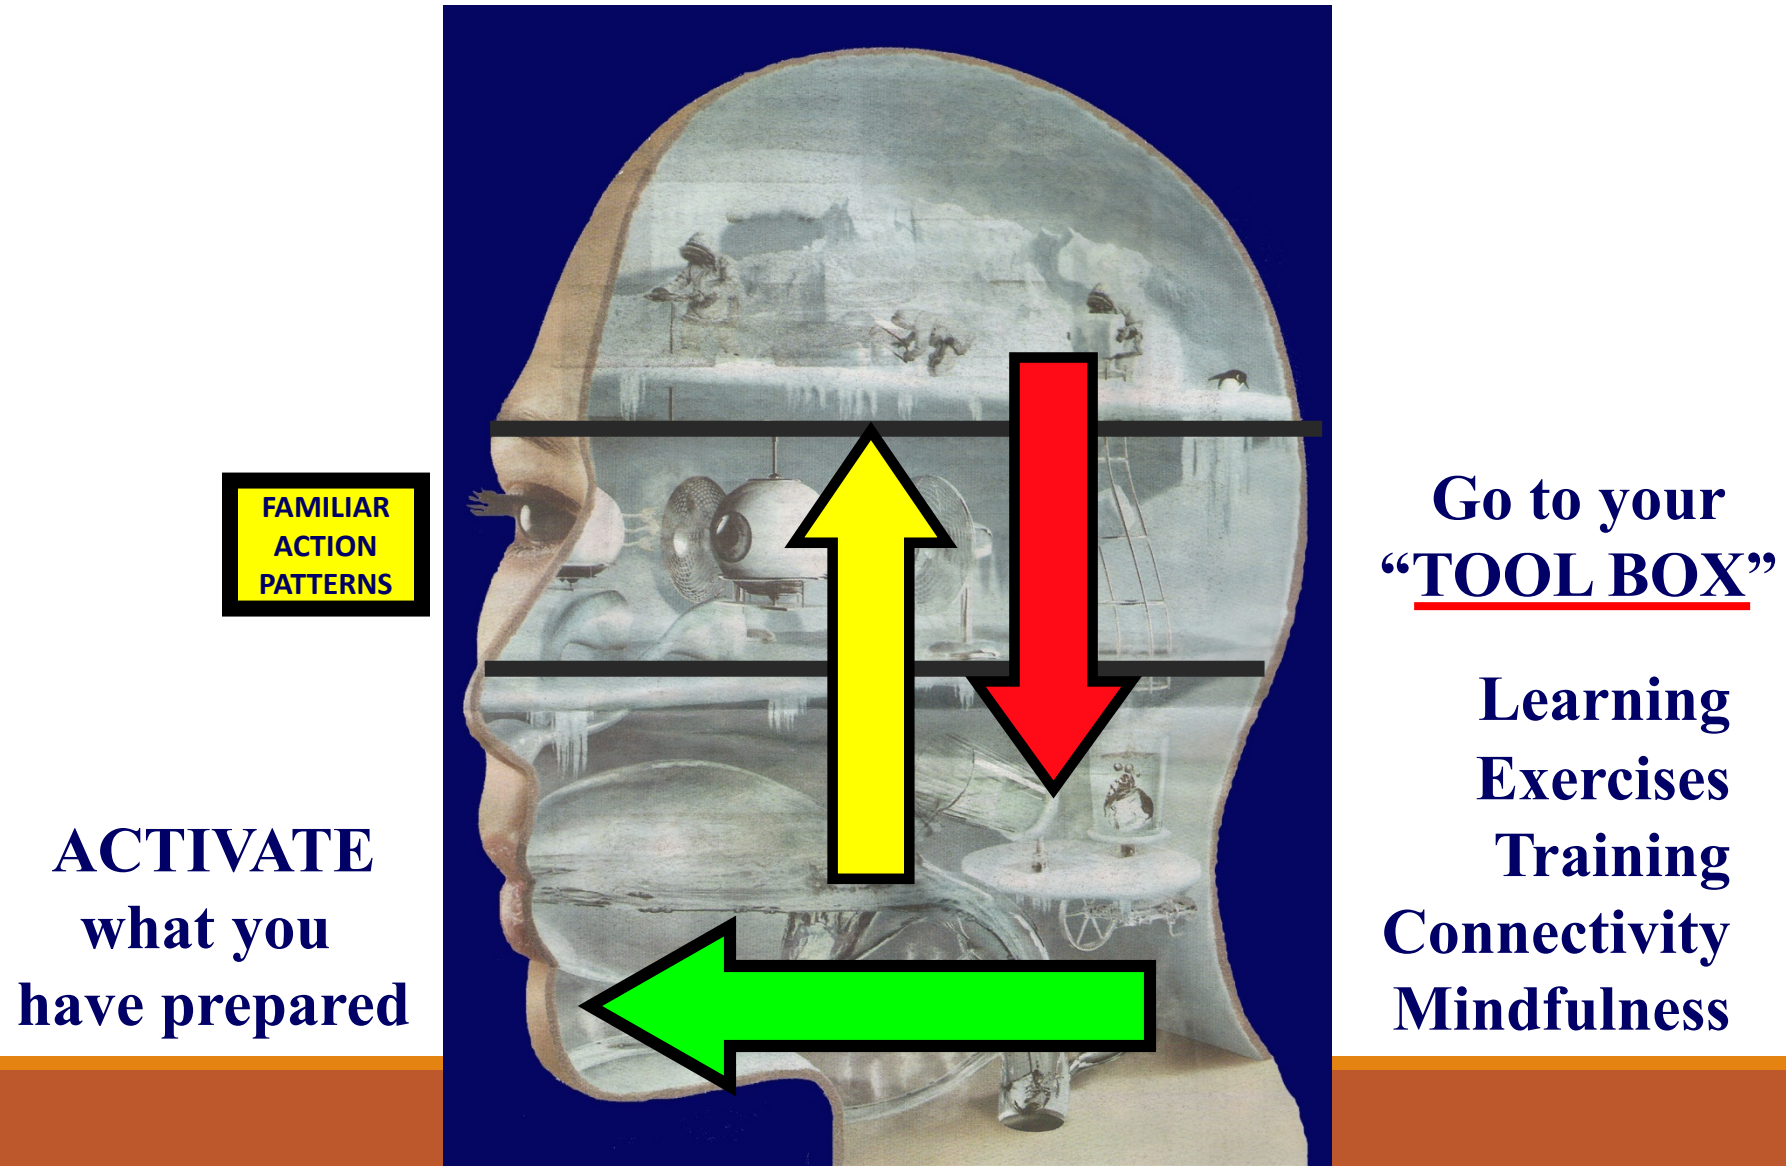 FAMILIAR
ACTION
PATTERNS
ACTIVATE
what you
have prepared
Go to your
“TOOL BOX”
Learning
Exercises
Training
Connectivity
Mindfulness